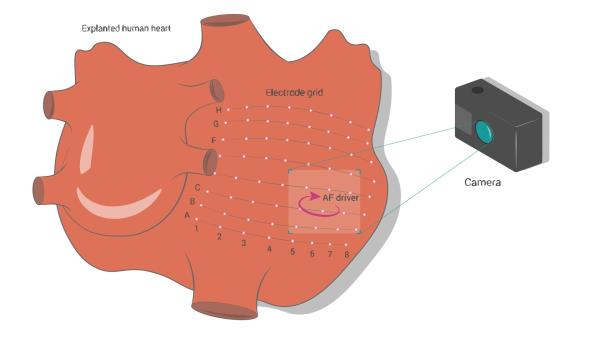 Explanted human heart
Electrode grid
H
G
F
C
B
A
AF driver
1
2
3
4
5
6
7
8
Camera